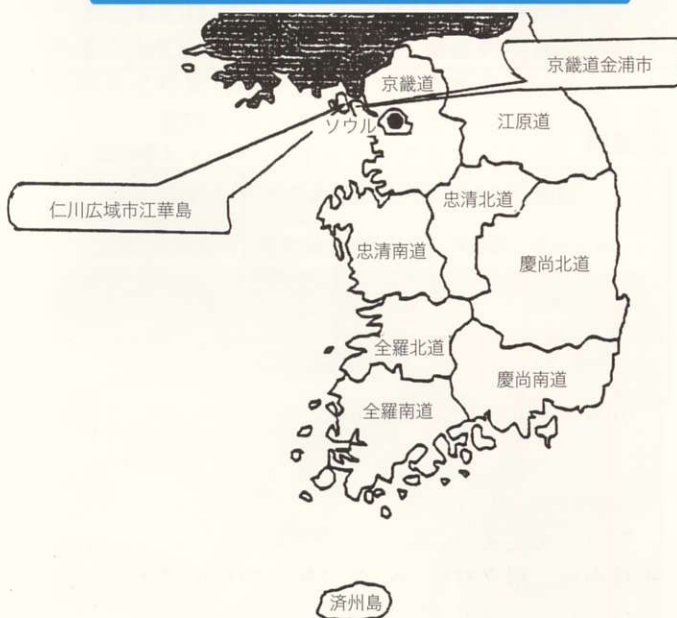 京畿道金浦市
京畿道
ソウル
江原道
仁川広域市江華島
忠清北道
忠清南道
慶尚北道
全羅北道
慶尚南道
全羅南道
済州島